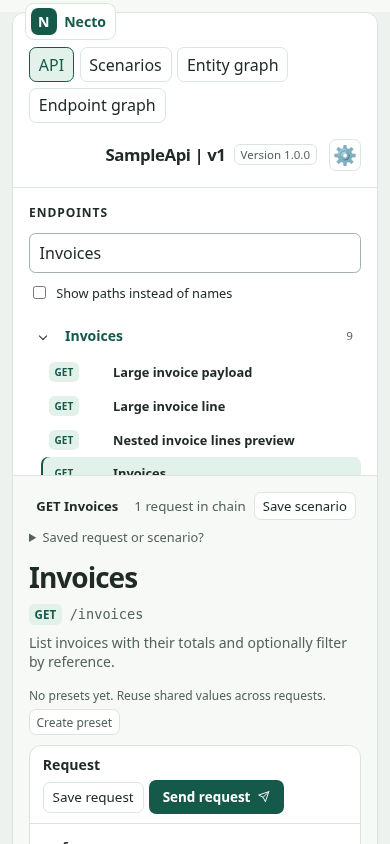 N Necto
API Scenarios Entity graph
Endpoint graph
SampleApi | v1 Version 1.0.0
ENDPOINTS
Invoices
Show paths instead of names
Invoices 9
GET Large invoice payload
GET Large invoice line
GET Nested invoice lines preview
GET Invoices
GET Invoices 1 request in chain Save scenario
Saved request or scenario?
Invoices
GET /invoices
List invoices with their totals and optionally filter
by reference.
No presets yet. Reuse shared values across requests.
Create preset
Request
Save request Send request